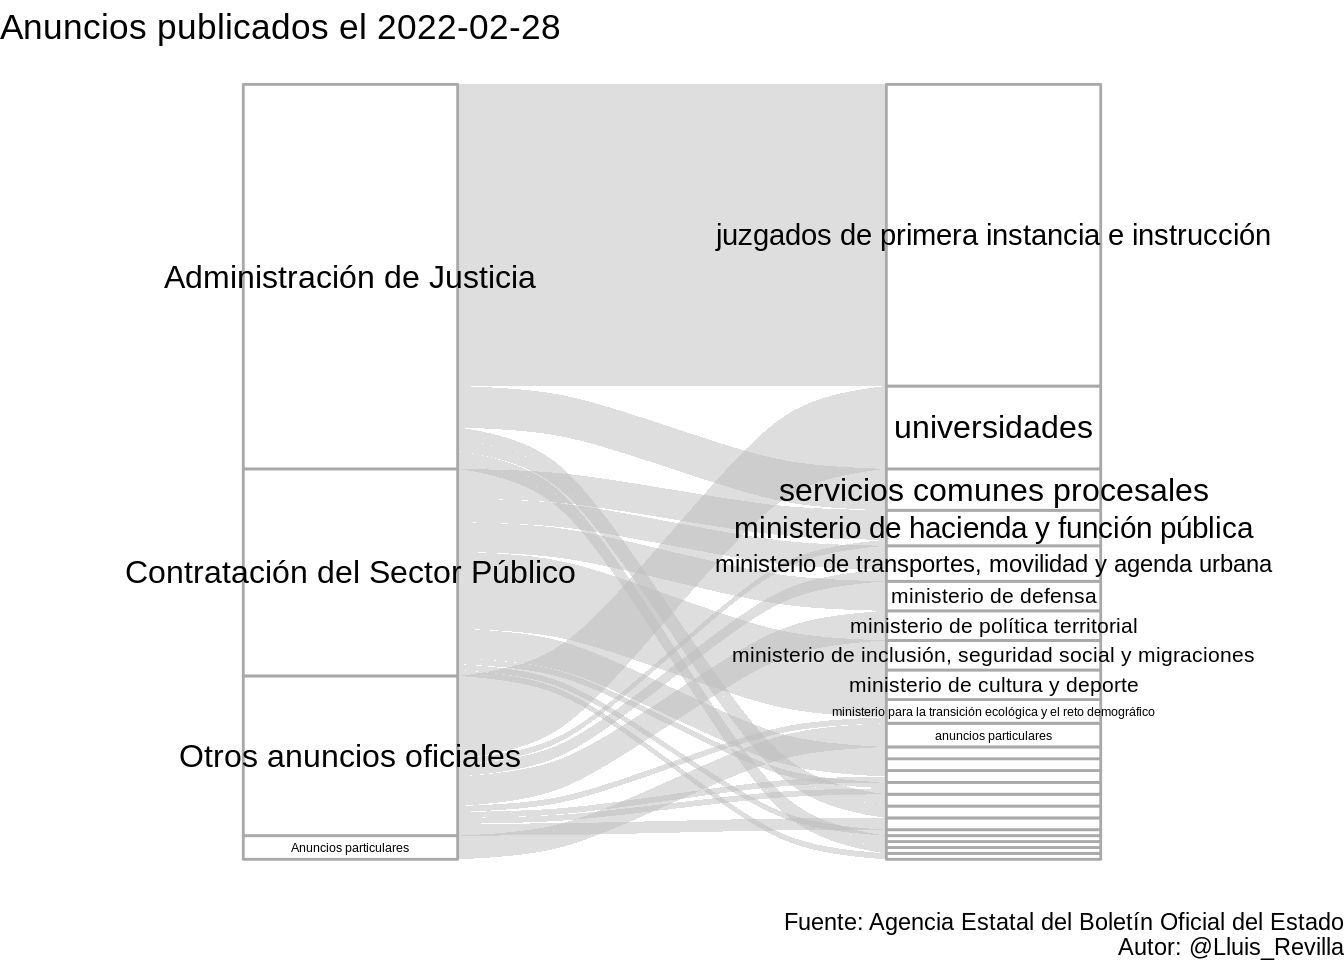 Anuncios publicados el 2022-02-28
Administración de Justicia
Contratación del Sector Público
Otros anuncios oficiales
Anuncios particulares
juzgados de primera instancia e instrucción
universidades
servicios comunes procesales
ministerio de hacienda y función pública
ministerio de transportes, movilidad y agenda urbana
ministerio de defensa
ministerio de política territorial
ministerio de inclusión, seguridad social y migraciones
ministerio de cultura y deporte
ministerio para la transición ecológica y el reto demográfico
anuncios particulares
Fuente: Agencia Estatal del Boletín Oficial del Estado
Autor: @Lluis_Revilla